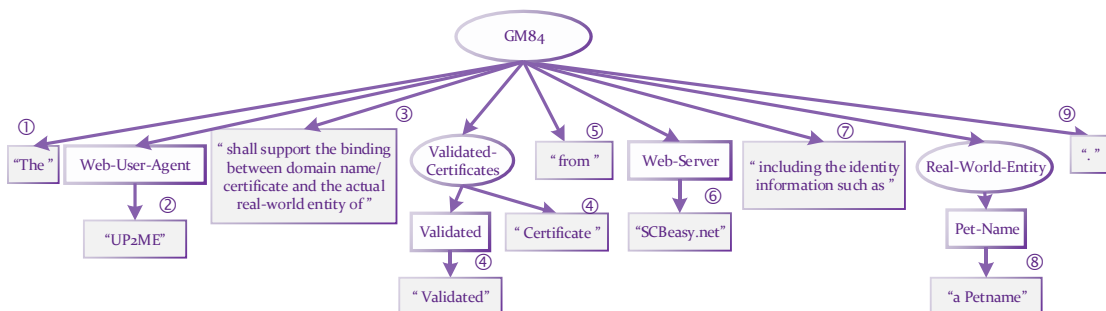 GM84
①
③
⑨
⑤
⑦
"The "
Web-User-Agent
" shall support the binding
between domain name/
certificate and the actual
real-world entity of "
Validated-
Certificates
" from "
Web-Server
" including the identity
information such as "
Real-World-Entity
"."
②
④
⑥
"UP2ME"
Validated
" Certificate "
"SCBeasy.net"
Pet-Name
④
⑧
" Validated"
"a Petname"